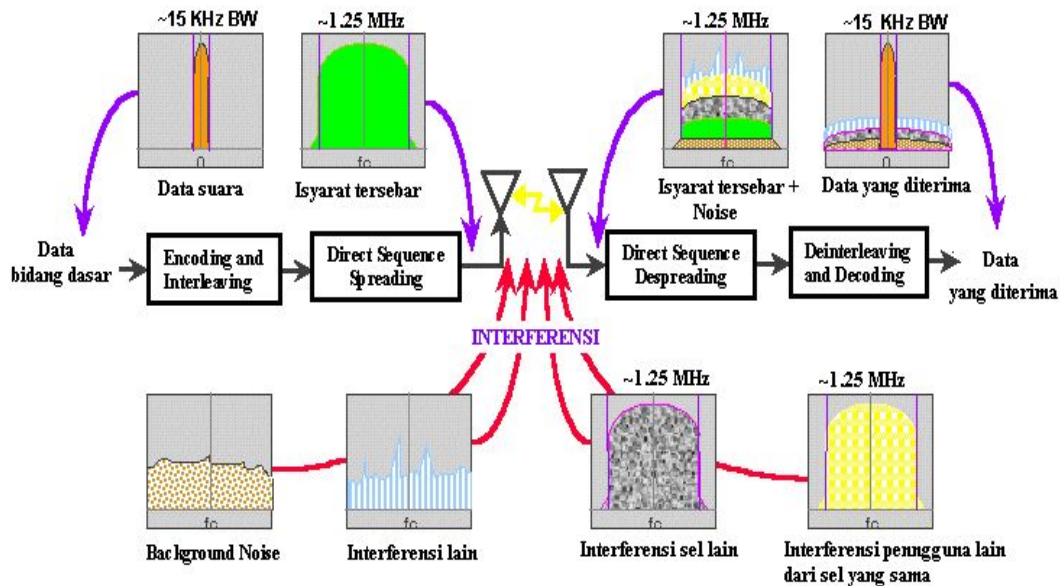 ~15 KHz BW
~1.25 MHz
~1.25 MHz
~15 KHz BW
0
fc
fc
0
Data suara
Isyarat tersebar
Isyarat tersebar +
Noise
Data yang diterima
Data
bidang dasar
Encoding and
Interleaving
Direct Sequence
Spreading
Direct Sequence
Despreading
Deinterleaving
and Decoding
Data
yang diterima
INTERFERENSI
~1.25 MHz
~1.25 MHz
fc
fc
fc
fc
Background Noise
Interferensi lain
Interferensi sel lain
Interferensi penngguna lain
dari sel yang sama